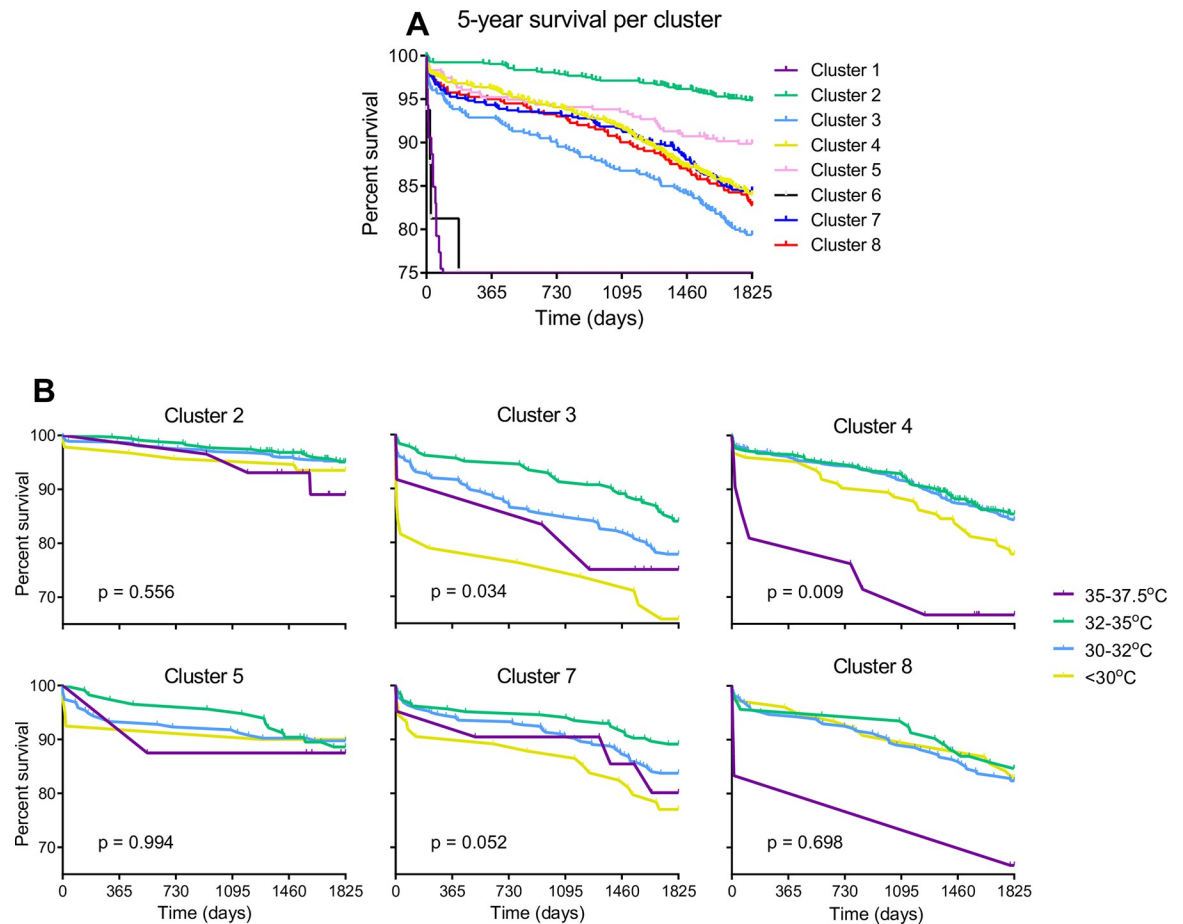 A 5-year survival per cluster
100
95
90
85
80
75
Percent survival
0 365 730 1095 1460 1825
Time (days)
Cluster 1
Cluster 2
Cluster 3
Cluster 4
Cluster 5
Cluster 6
Cluster 7
Cluster 8
B
Cluster 2
100
90
80
70
Percent survival
p = 0.556
Cluster 3
p = 0.034
Cluster 4
p = 0.009
Cluster 5
100
90
80
70
Percent survival
p = 0.994
0 365 730 1095 1460 1825
Time (days)
Cluster 7
p = 0.052
0 365 730 1095 1460 1825
Time (days)
Cluster 8
p = 0.698
0 365 730 1095 1460 1825
Time (days)
35-37.5ºC
32-35ºC
30-32ºC
<30ºC